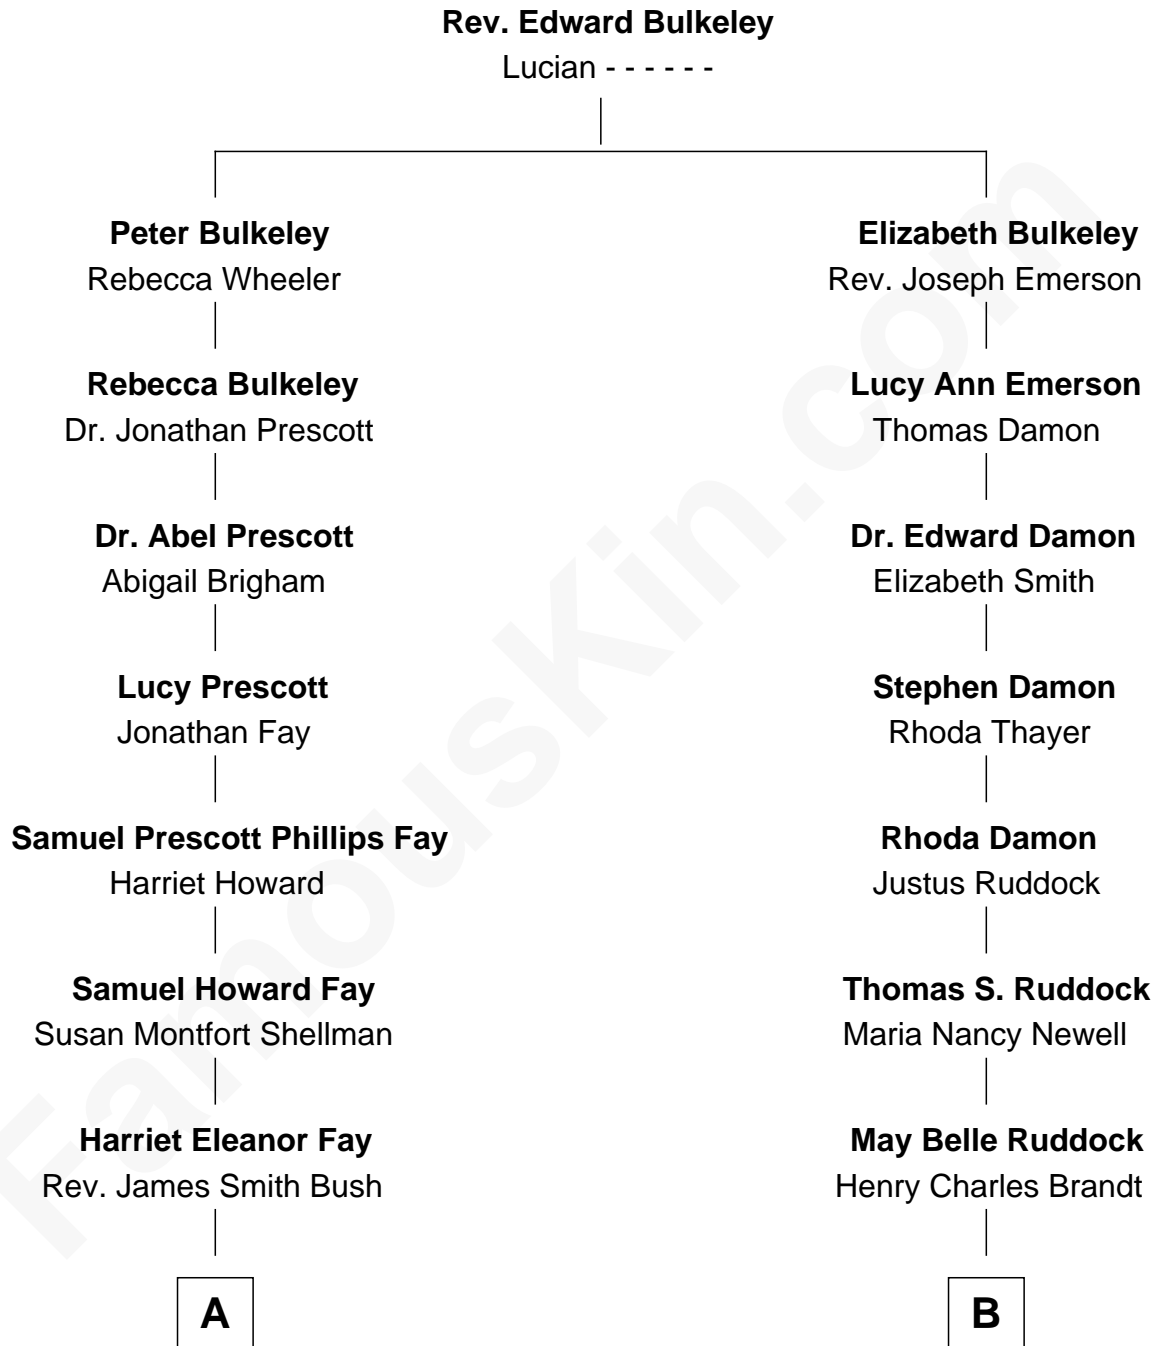 Rev. Edward Bulkeley
Lucian - - - - - -
Peter Bulkeley
Rebecca Wheeler
Elizabeth Bulkeley
Rev. Joseph Emerson
Rebecca Bulkeley
Dr. Jonathan Prescott
Lucy Ann Emerson
Thomas Damon
Dr. Abel Prescott
Abigail Brigham
Dr. Edward Damon
Elizabeth Smith
Lucy Prescott
Jonathan Fay
Stephen Damon
Rhoda Thayer
Samuel Prescott Phillips Fay
Harriet Howard
Rhoda Damon
Justus Ruddock
Samuel Howard Fay
Susan Montfort Shellman
Thomas S. Ruddock
Maria Nancy Newell
Harriet Eleanor Fay
Rev. James Smith Bush
May Belle Ruddock
Henry Charles Brandt
A
B
FamousKin.com